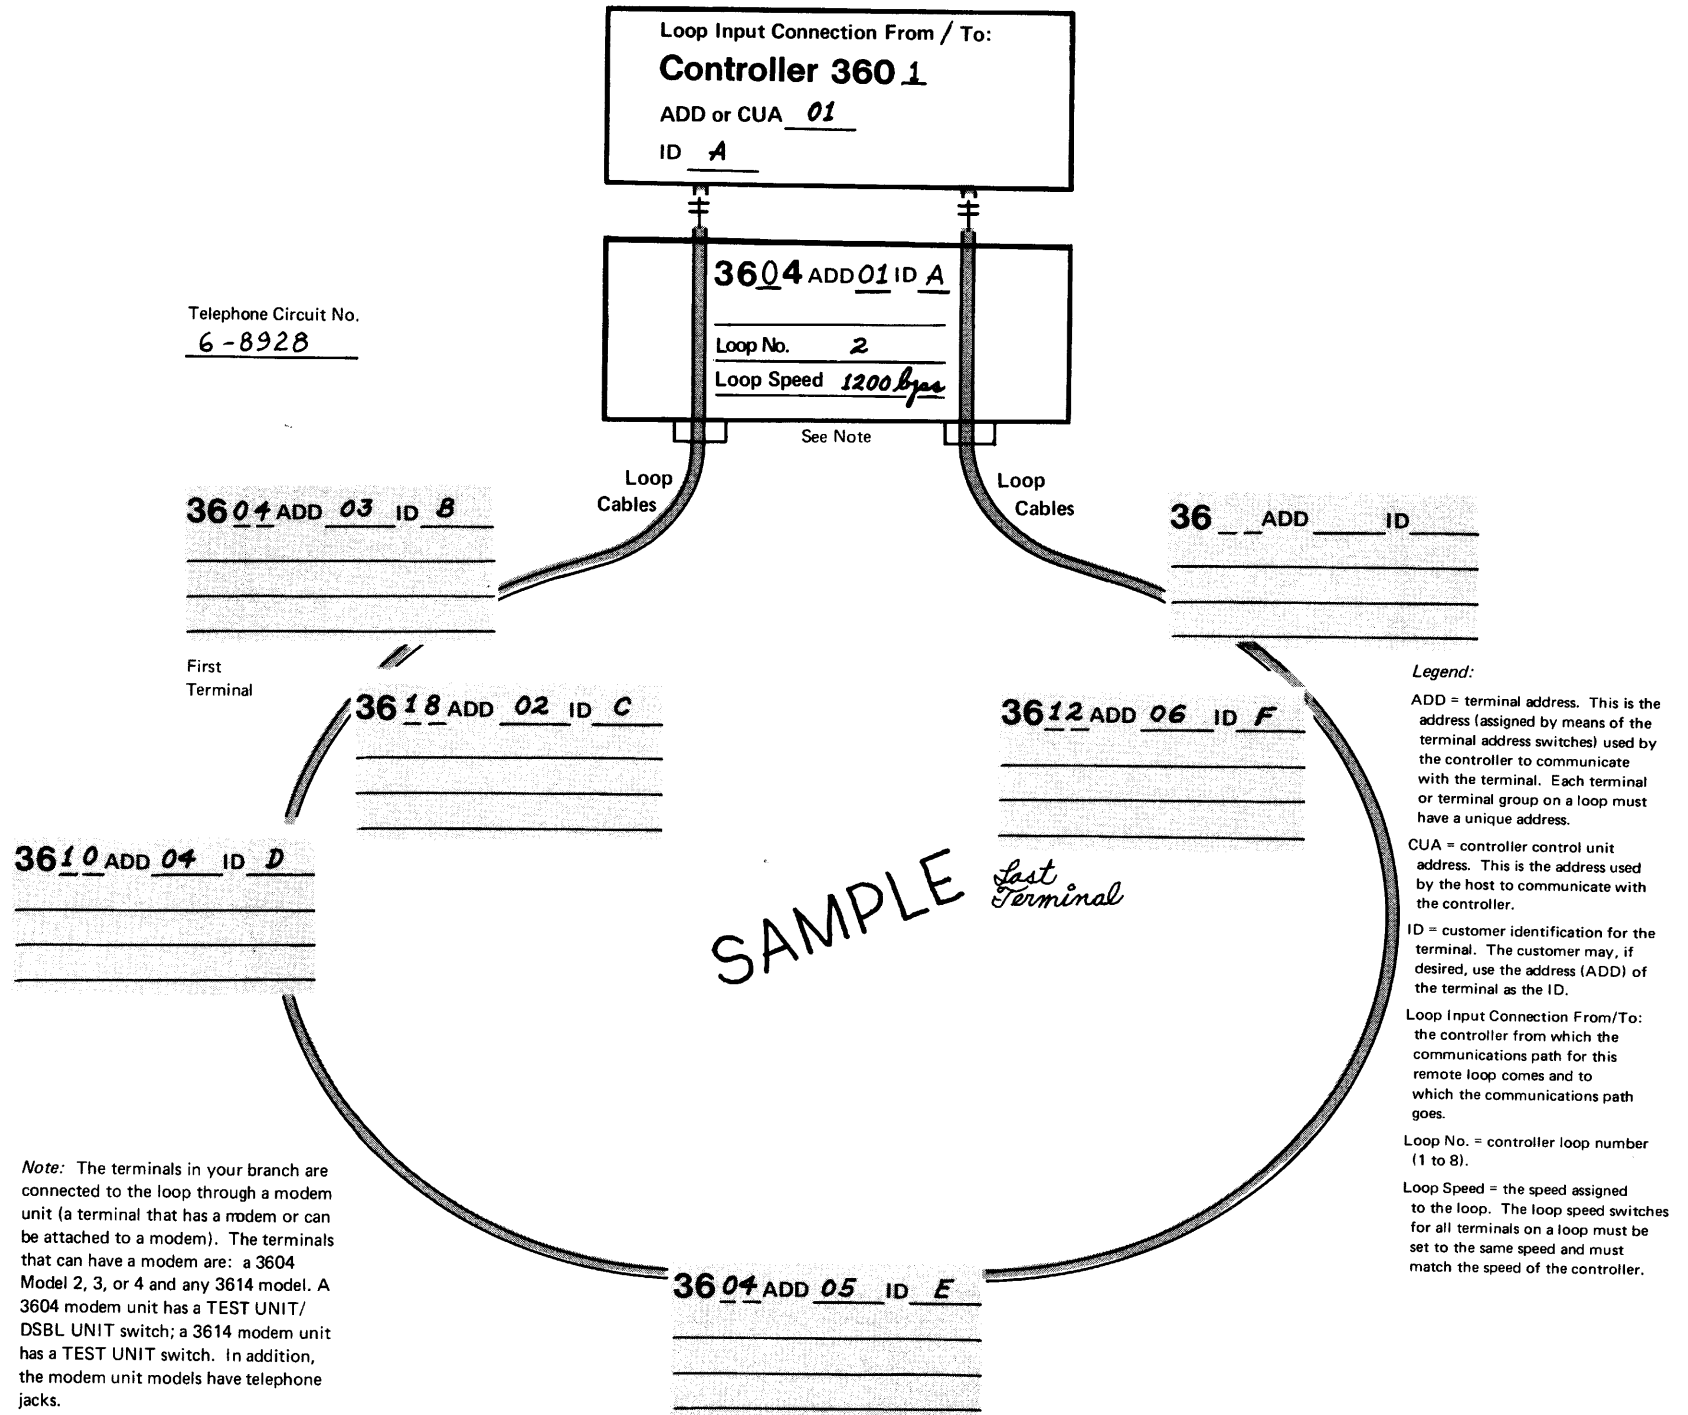 Loop Input Connection From / To:
Controller 360 1
ADD or CUA 01
ID A
3604 ADD 01 ID A
Loop No. 2
Loop Speed 1200 bps
See Note
Telephone Circuit No.
6-8928
Loop
Cables
Loop
Cables
3604 ADD 03 ID B
First
Terminal
36 _ _ ADD ____ ID ____
3618 ADD 02 ID C
3612 ADD 06 ID F
Last
Terminal
3610 ADD 04 ID D
SAMPLE
3604 ADD 05 ID E
Legend:
ADD = terminal address. This is the
address (assigned by means of the
terminal address switches) used by
the controller to communicate
with the terminal. Each terminal
or terminal group on a loop must
have a unique address.
CUA = controller control unit
address. This is the address used
by the host to communicate with
the controller.
ID = customer identification for the
terminal. The customer may, if
desired, use the address (ADD) of
the terminal as the ID.
Loop Input Connection From/To:
the controller from which the
communications path for this
remote loop comes and to
which the communications path
goes.
Loop No. = controller loop number
(1 to 8).
Loop Speed = the speed assigned
to the loop. The loop speed switches
for all terminals on a loop must be
set to the same speed and must
match the speed of the controller.
Note: The terminals in your branch are
connected to the loop through a modem
unit (a terminal that has a modem or can
be attached to a modem). The terminals
that can have a modem are: a 3604
Model 2, 3, or 4 and any 3614 model. A
3604 modem unit has a TEST UNIT/
DSBL UNIT switch; a 3614 modem unit
has a TEST UNIT switch. In addition,
the modem unit models have telephone
jacks.